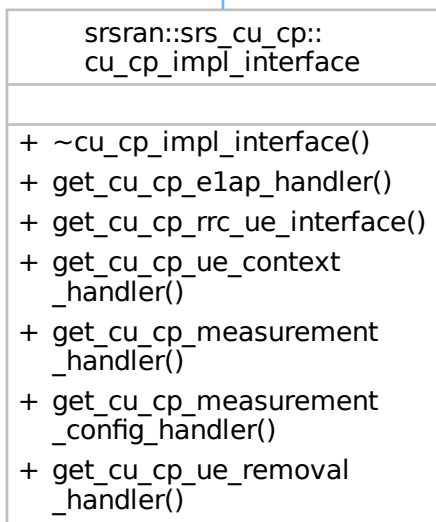 srsran::srs_cu_cp::
cu_cp_impl_interface
+ ~cu_cp_impl_interface()
+ get_cu_cp_e1ap_handler()
+ get_cu_cp_rrc_ue_interface()
+ get_cu_cp_ue_context
_handler()
+ get_cu_cp_measurement
_handler()
+ get_cu_cp_measurement
_config_handler()
+ get_cu_cp_ue_removal
_handler()